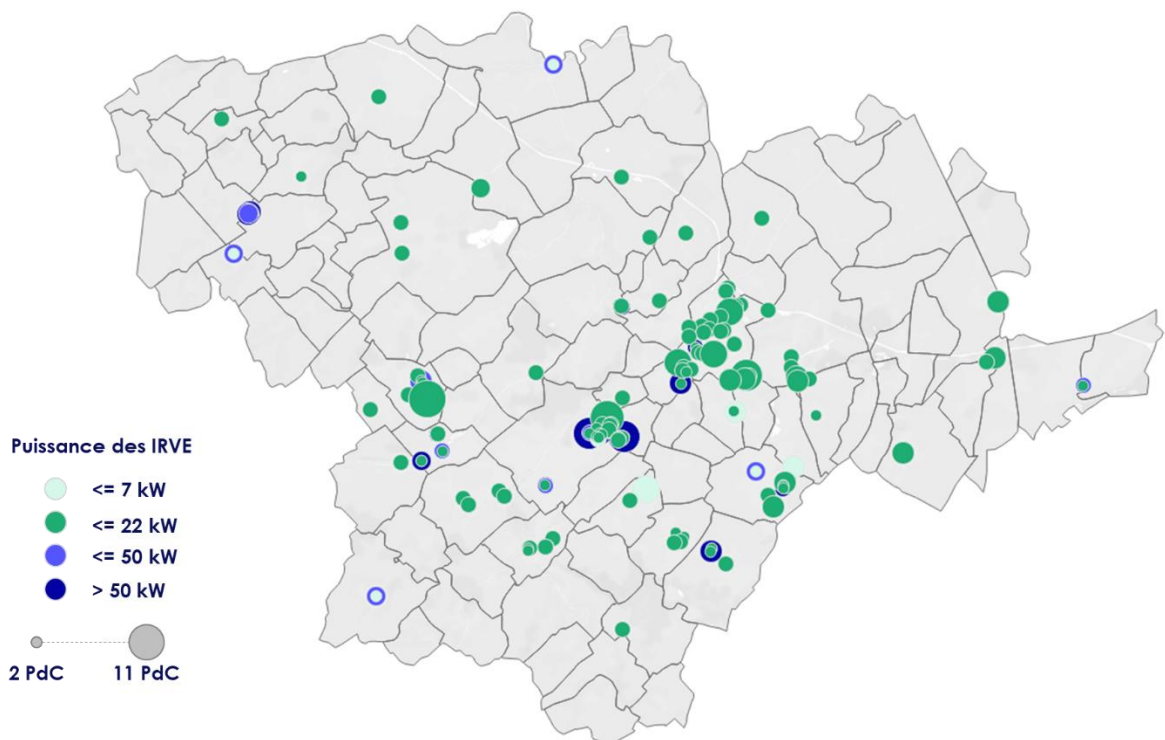 Puissance des IRVE
<= 7 kW
<= 22 kW
<= 50 kW
> 50 kW
2 PdC 11 PdC